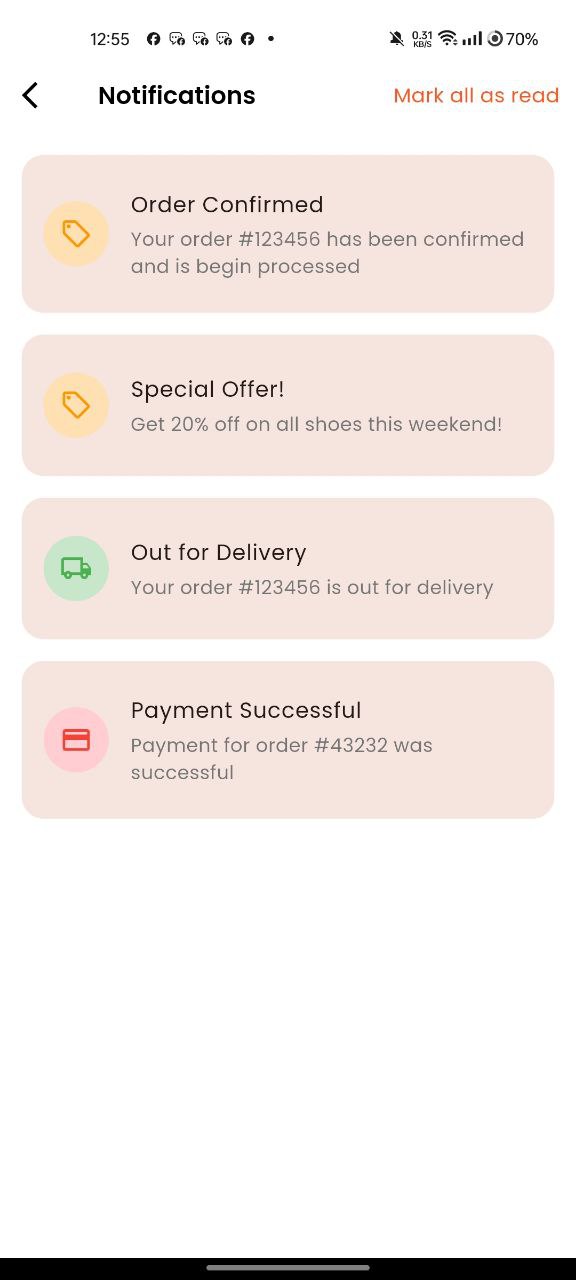 12:55 0.31 KB/S 70%
Notifications Mark all as read
Order Confirmed
Your order #123456 has been confirmed
and is begin processed
Special Offer!
Get 20% off on all shoes this weekend!
Out for Delivery
Your order #123456 is out for delivery
Payment Successful
Payment for order #43232 was
successful